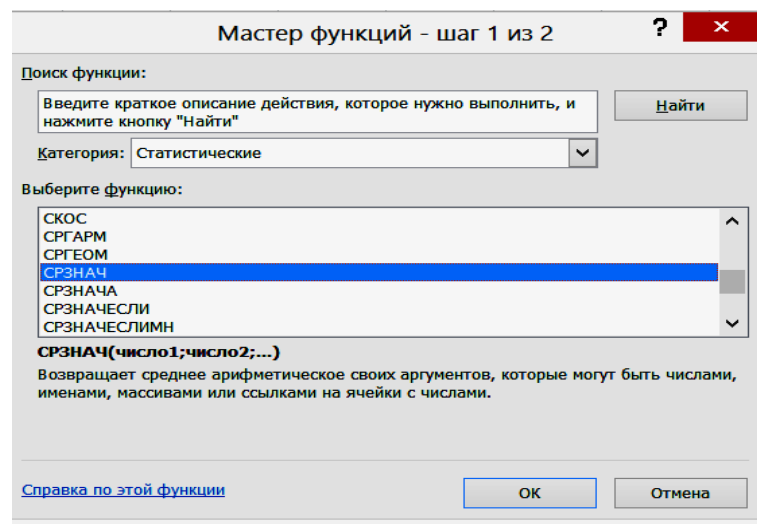 Мастер функций - шаг 1 из 2
?
×
Поиск функции:
Введите краткое описание действия, которое нужно выполнить, и
нажмите кнопку "Найти"
Найти
Категория: Статистические
Выберите функцию:
СКОС
СРГАРМ
СРГЕОМ
СРЗНАЧ
СРЗНАЧА
СРЗНАЧЕСЛИ
СРЗНАЧЕСЛИМН
СРЗНАЧ(число1;число2;...)
Возвращает среднее арифметическое своих аргументов, которые могут быть числами,
именами, массивами или ссылками на ячейки с числами.
Справка по этой функции
ОК
Отмена